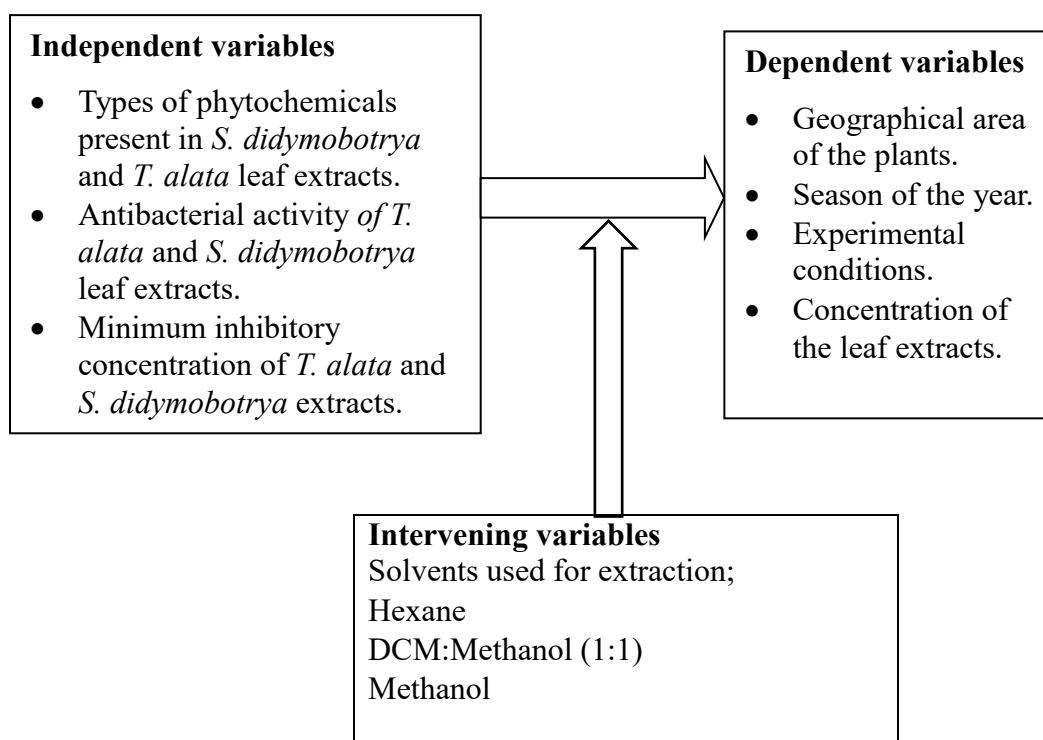 Independent variables
• Types of phytochemicals
present in S. didymobotrya
and T. alata leaf extracts.
• Antibacterial activity of T.
alata and S. didymobotrya
leaf extracts.
• Minimum inhibitory
concentration of T. alata and
S. didymobotrya extracts.
Dependent variables
• Geographical area
of the plants.
• Season of the year.
• Experimental
conditions.
• Concentration of
the leaf extracts.
Intervening variables
Solvents used for extraction;
Hexane
DCM:Methanol (1:1)
Methanol